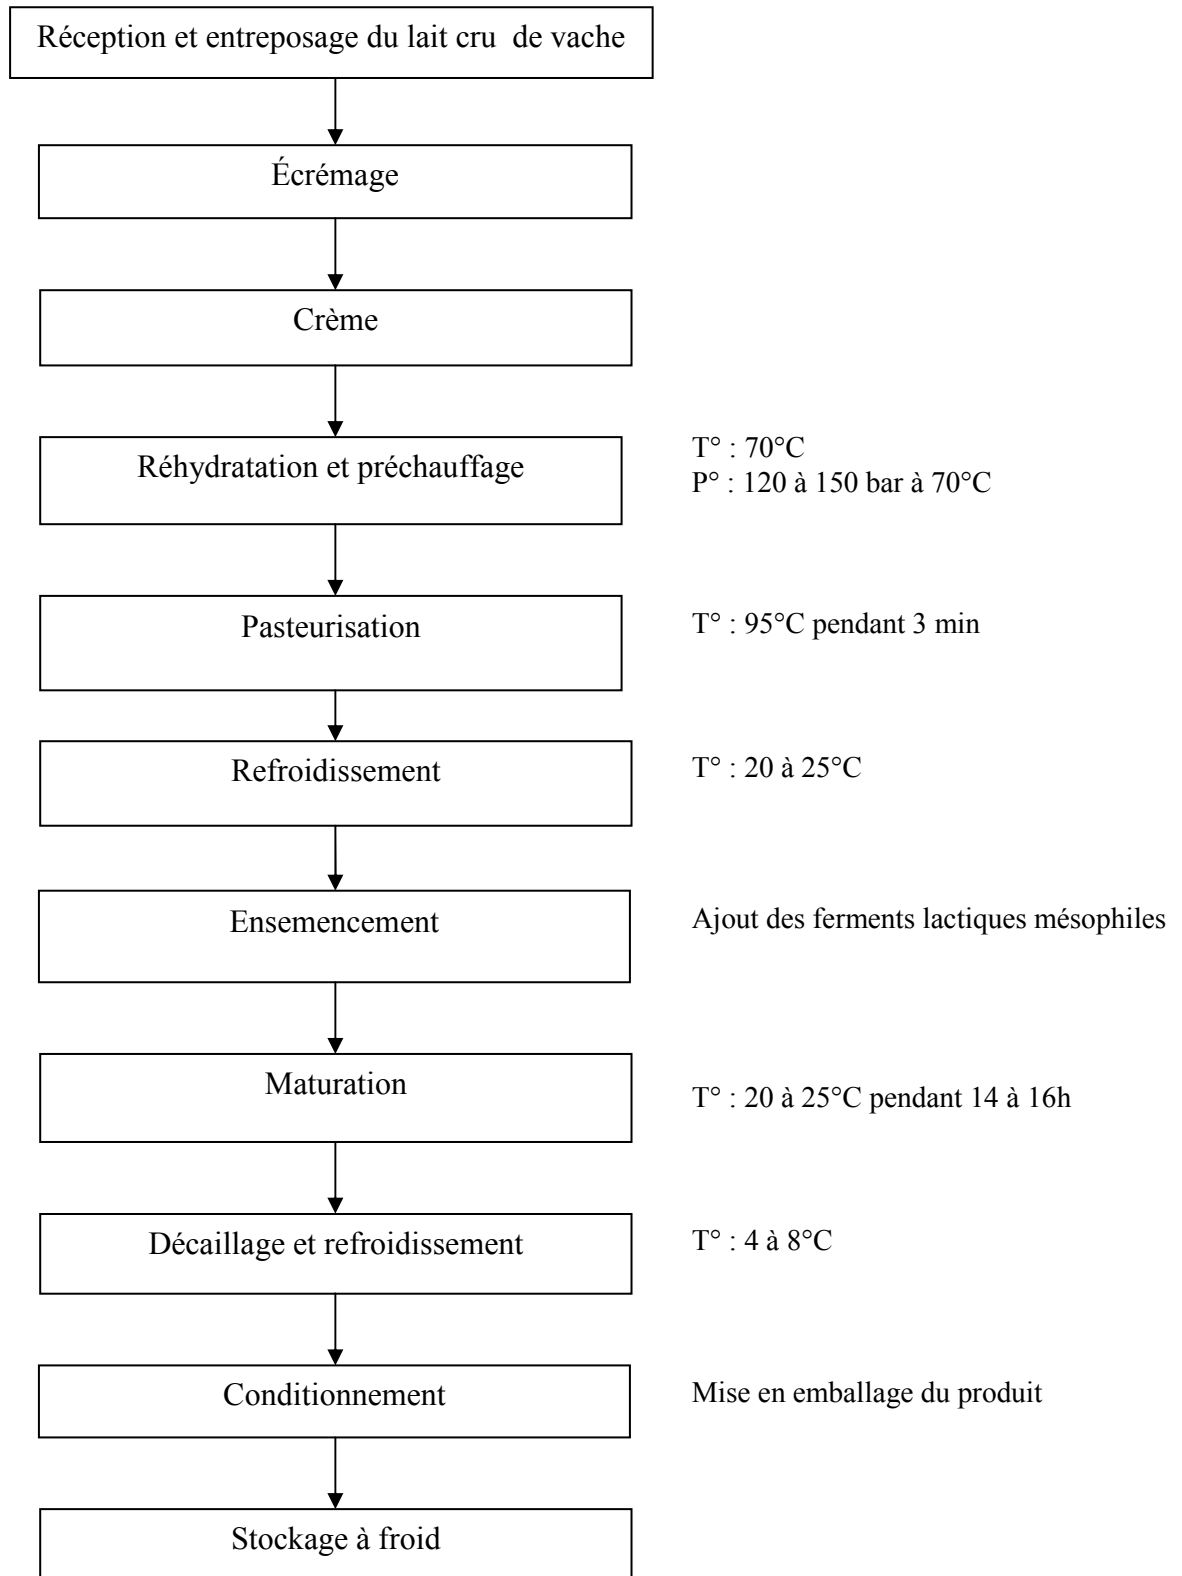 Réception et entreposage du lait cru  de vache
Écrémage
Crème
Réhydratation et préchauffage
T° : 70°C
P° : 120 à 150 bar à 70°C
Pasteurisation
T° : 95°C pendant 3 min
Refroidissement
T° : 20 à 25°C
Ensemencement
Ajout des ferments lactiques mésophiles
Maturation
T° : 20 à 25°C pendant 14 à 16h
Décaillage et refroidissement
T° : 4 à 8°C
Conditionnement
Mise en emballage du produit
Stockage à froid